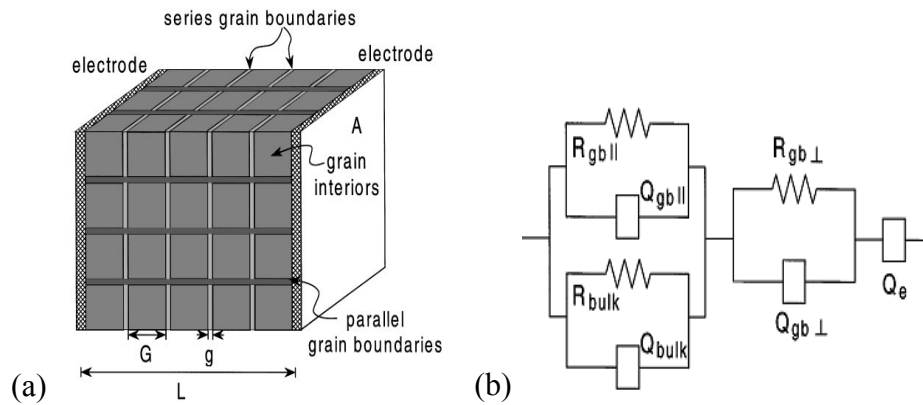 series grain boundaries
electrode
electrode
A
grain
interiors
parallel
grain boundaries
G
g
L
(a)
R gb||
Q gb||
R bulk
Q bulk
R gb⊥
Q gb⊥
Q e
(b)